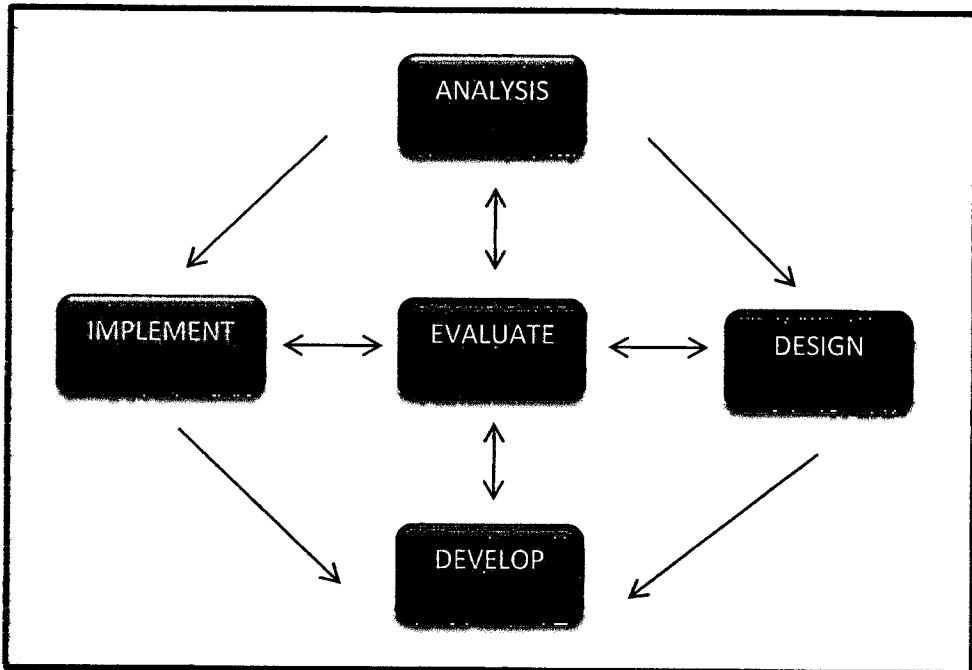 ANALYSIS
IMPLEMENT
EVALUATE
DESIGN
DEVELOP